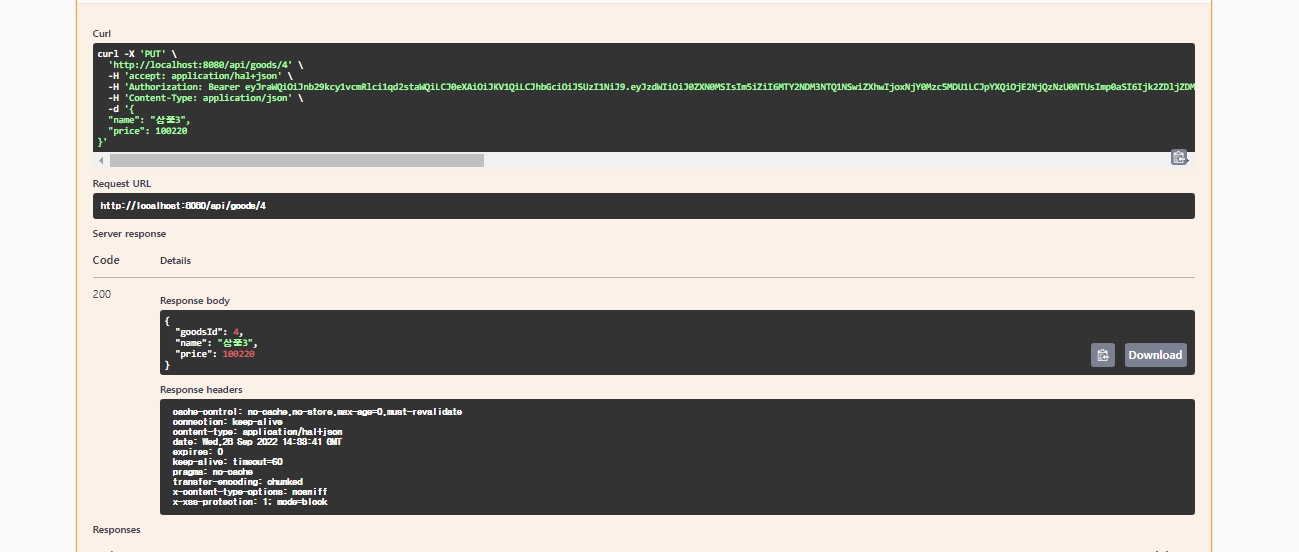 Curl
curl -X 'PUT' \
'http://localhost:8080/api/goods/4' \
-H 'accept: application/hal+json' \
-H 'Authorization: Bearer eyJraWQiOiJnb29kcy1vcmRlci1qd2staWQiLCJ0eXAiOiJKV1QiLCJhbGciOiJSUzI1NiJ9.eyJzdWIiOiJ0ZXN0MSIsIm5iZiI6MTY2NDM3NTQ1NSwiZXhwIjoxNjY0Mzc5MDU1LCJpYXQiOjE2NjQzNzU0NTUsImp0aSI6Ijk2ZDljZDM
-H 'Content-Type: application/json' \
-d '{
"name": "상품3",
"price": 100220
}'
Request URL
http://localhost:8080/api/goods/4
Server response
Code Details
200
Response body
{
"goodsId": 4,
"name": "상품3",
"price": 100220
}
Download
Response headers
cache-control: no-cache,no-store,max-age=0,must-revalidate
connection: keep-alive
content-type: application/hal+json
date: Wed,28 Sep 2022 14:33:41 GMT
expires: 0
keep-alive: timeout=60
pragma: no-cache
transfer-encoding: chunked
x-content-type-options: nosniff
x-xss-protection: 1; mode=block
Responses